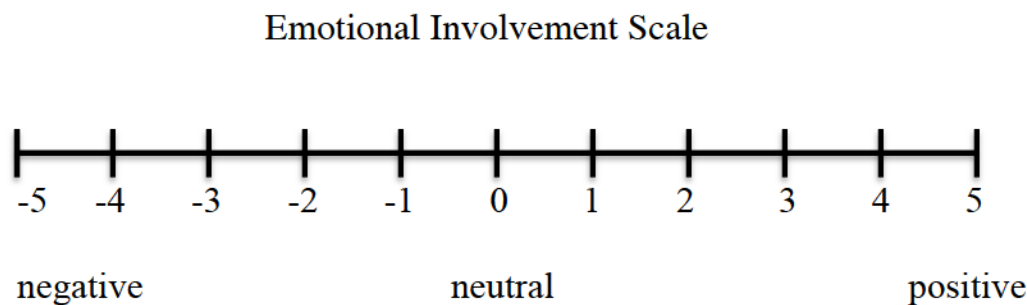 Emotional Involvement Scale
-5 -4 -3 -2 -1 0 1 2 3 4 5
negative neutral positive